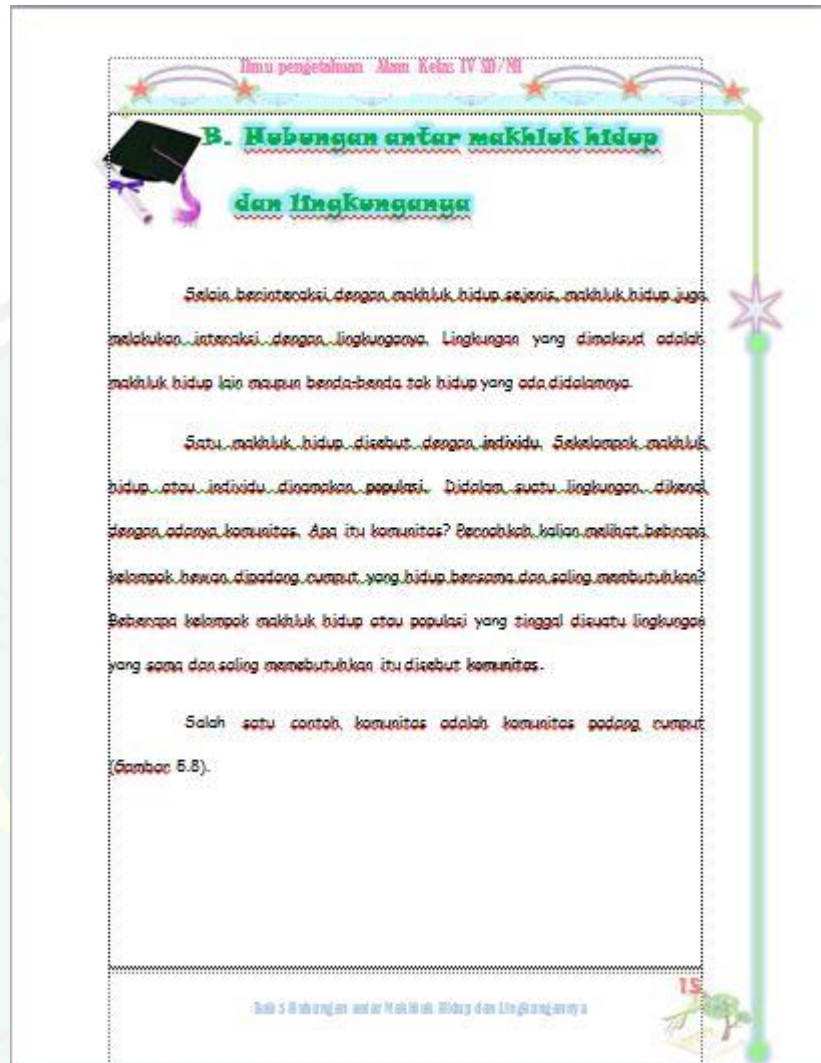 Ilmu pengetahuan Alam Kelas IV SD/MI
B. Hubungan antar makhluk hidup
dan lingkunganya
Selain berinteraksi dengan makhluk hidup sejenis, makhluk hidup juga
melakukan interaksi dengan lingkunganya. Lingkungan yang dimaksud adalah
makhluk hidup lain maupun benda-benda tak hidup yang ada didalamnya.
Satu makhluk hidup disebut dengan individu. Sekelompok makhluk
hidup atau individu dinamakan populasi. Didalam suatu lingkungan, dikenal
dengan adanya komunitas. Apa itu komunitas? Pernahkah kalian melihat bebrapa
kelompok hewan dipadang rumput yang hidup bersama dan saling membutuhkan?
Beberapa kelompok makhluk hidup atau populasi yang tinggal disuatu lingkungan
yang sama dan saling memebutuhkan itu disebut komunitas.
Salah satu contoh komunitas adalah komunitas padang rumput
(Gambar 5.8).
15
Bab 5 Hubungan antar Makhluk Hidup dan Lingkungannya